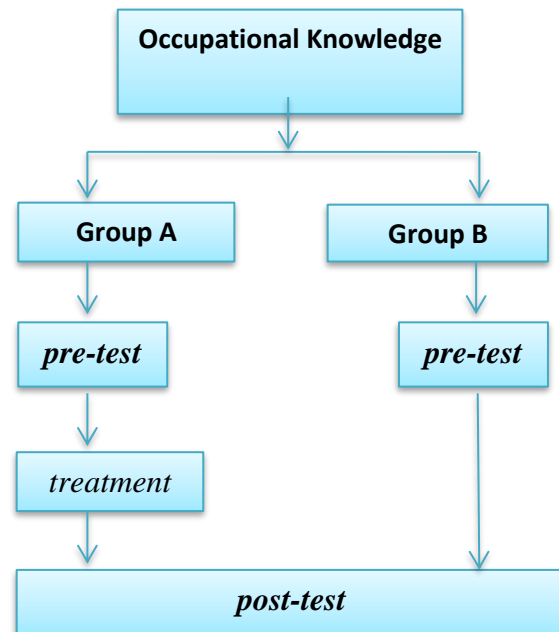 Occupational Knowledge
Group A
Group B
pre-test
pre-test
treatment
post-test